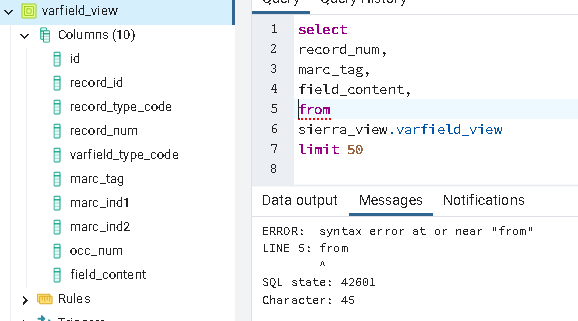 varfield_view
Columns (10)
id
record_id
record_type_code
record_num
varfield_type_code
marc_tag
marc_ind1
marc_ind2
occ_num
field_content
Rules
Triggers
Query Query History
1 select
2 record_num,
3 marc_tag,
4 field_content,
5 from
6 sierra_view.varfield_view
7 limit 50
8
Data output Messages Notifications
ERROR: syntax error at or near "from"
LINE 5: from
^
SQL state: 42601
Character: 45